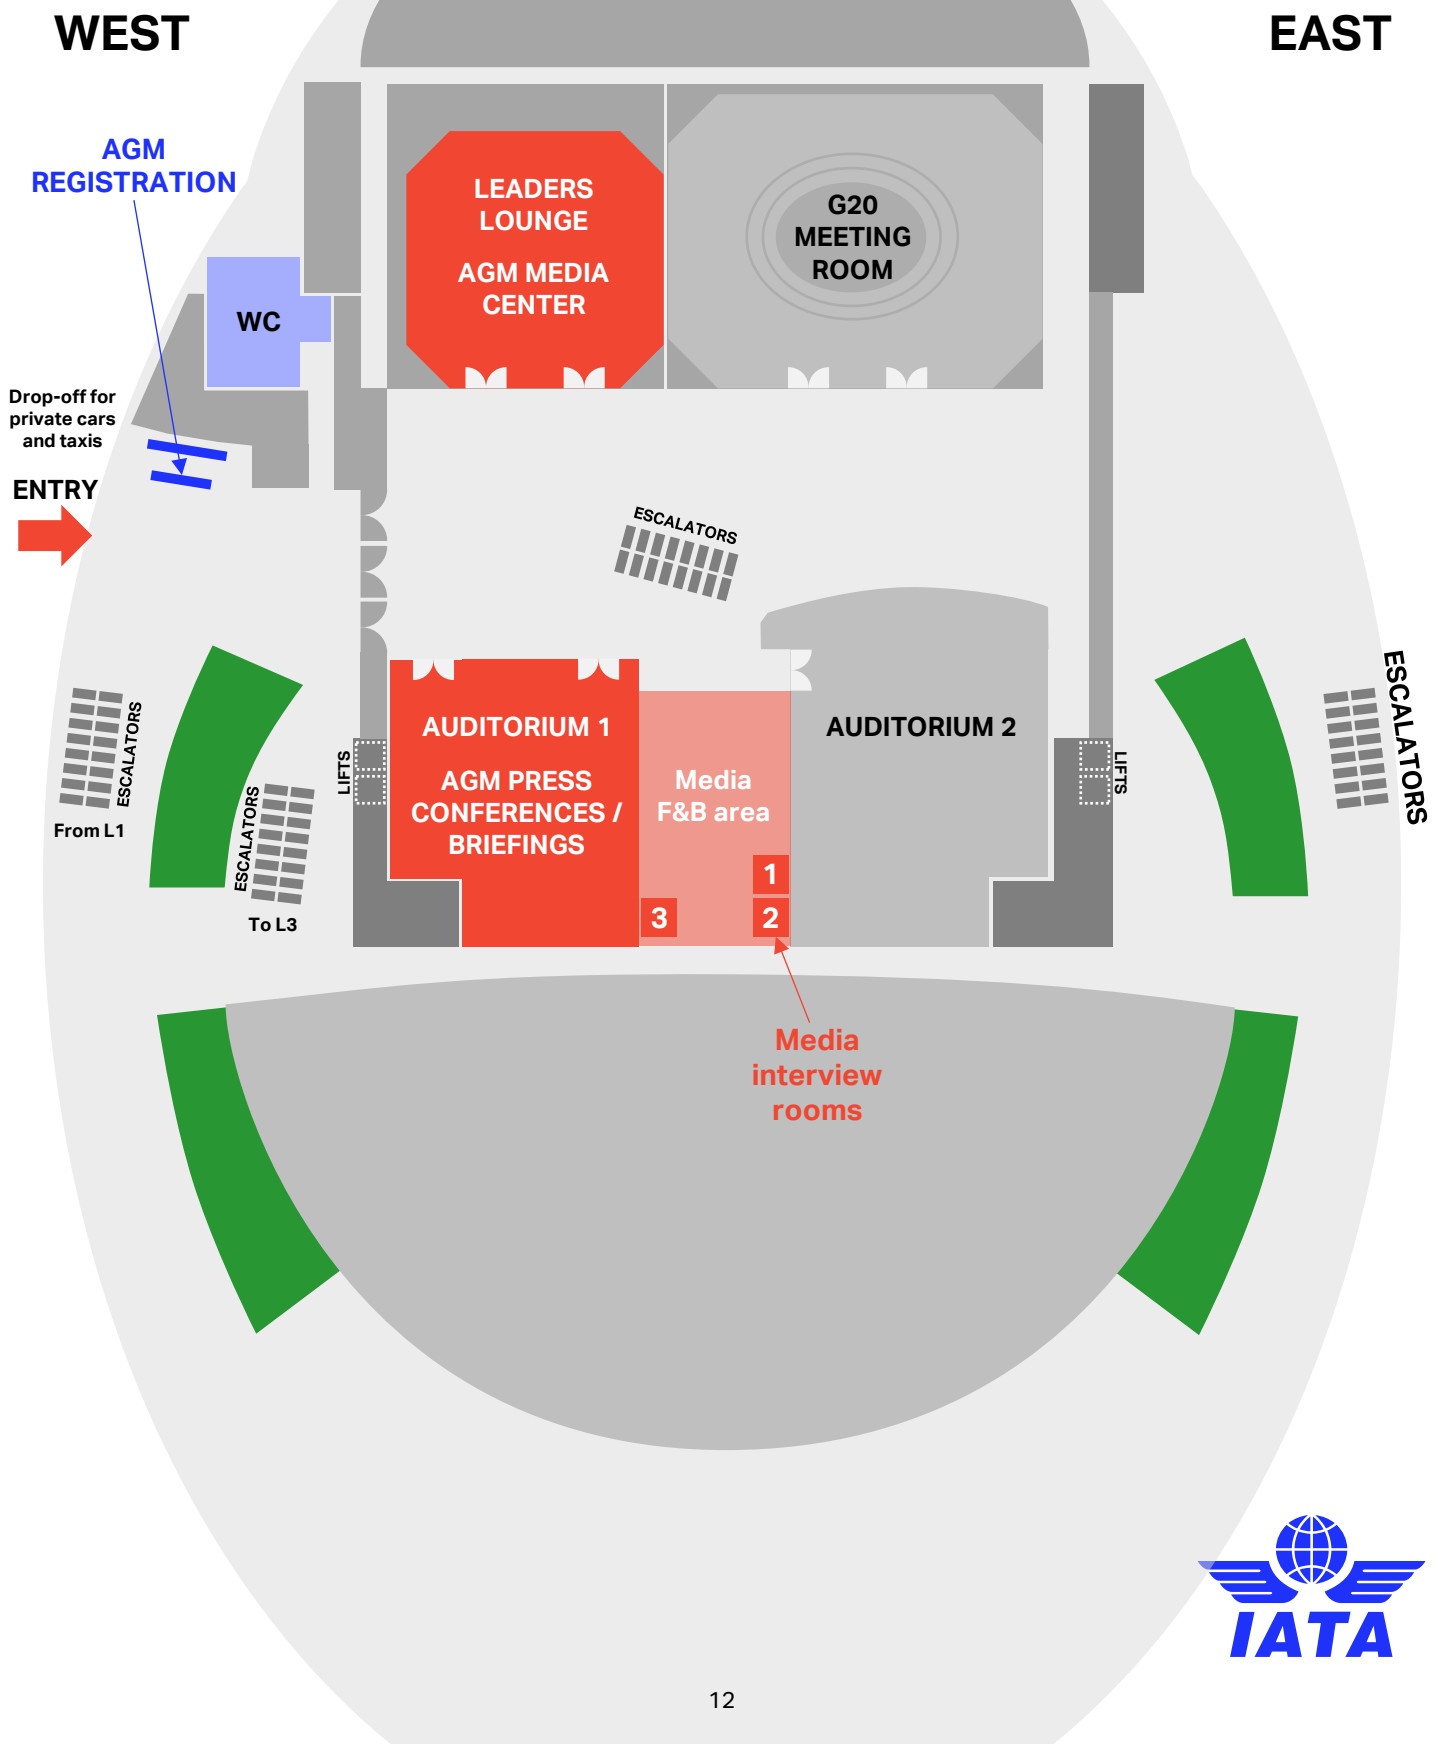 WEST
EAST
AGM
REGISTRATION
LEADERS
LOUNGE
AGM MEDIA
CENTER
G20
MEETING
ROOM
WC
Drop-off for
private cars
and taxis
ENTRY
ESCALATORS
ESCALATORS
From L1
ESCALATORS
To L3
LIFTS
AUDITORIUM 1
AGM PRESS
CONFERENCES /
BRIEFINGS
Media
F&B area
1
2
3
AUDITORIUM 2
LIFTS
ESCALATORS
Media
interview
rooms
IATA
12